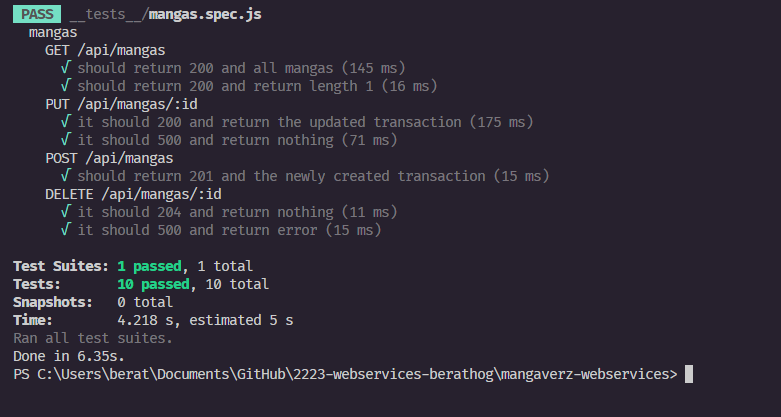 PASS __tests__/mangas.spec.js
mangas
GET /api/mangas
√ should return 200 and all mangas (145 ms)
√ should return 200 and return length 1 (16 ms)
PUT /api/mangas/:id
√ it should 200 and return the updated transaction (175 ms)
√ it should 500 and return nothing (71 ms)
POST /api/mangas
√ should return 201 and the newly created transaction (15 ms)
DELETE /api/mangas/:id
√ it should 204 and return nothing (11 ms)
√ it should 500 and return error (15 ms)
Test Suites: 1 passed, 1 total
Tests: 10 passed, 10 total
Snapshots: 0 total
Time: 4.218 s, estimated 5 s
Ran all test suites.
Done in 6.35s.
PS C:\Users\berat\Documents\GitHub\2223-webservices-berathog\mangaverz-webservices>